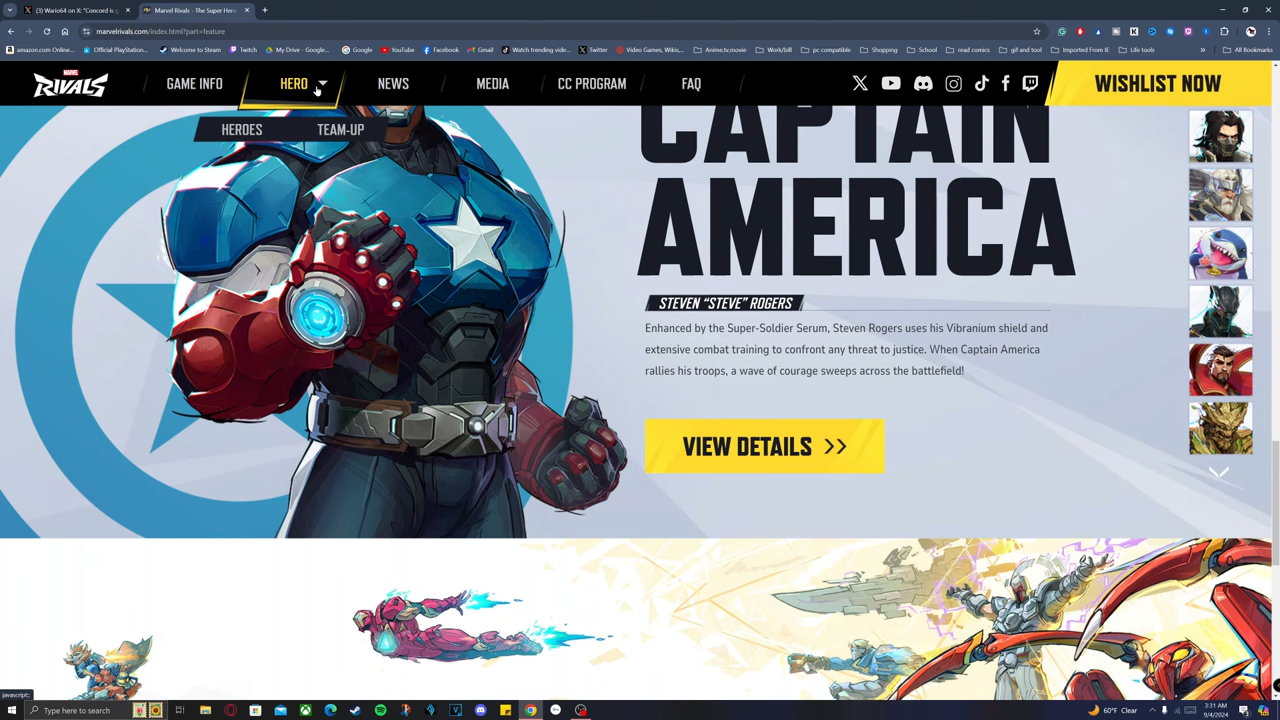 (3) Wario64 on X: "Concord is g
Marvel Rivals - The Super Hero
marvelrivals.com/index.html?part=feature
amazon.com Online...
Official PlayStation...
Welcome to Steam
Twitch
My Drive - Google...
Google
YouTube
Facebook
Gmail
Watch trending vide...
Twitter
Video Games, Wikis,...
Anime,tv,movie
Work/bill
pc compatible
Shopping
School
read comics
gif and tool
Imported From IE
Life tools
All Bookmarks
MARVEL
RIVALS
GAME INFO
HERO
NEWS
MEDIA
CC PROGRAM
FAQ
WISHLIST NOW
HEROES
TEAM-UP
CAPTAIN
AMERICA
STEVEN "STEVE" ROGERS
Enhanced by the Super-Soldier Serum, Steven Rogers uses his Vibranium shield and
extensive combat training to confront any threat to justice. When Captain America
rallies his troops, a wave of courage sweeps across the battlefield!
VIEW DETAILS >>
javascript:;
Type here to search
60°F Clear
3:31 AM
9/4/2024